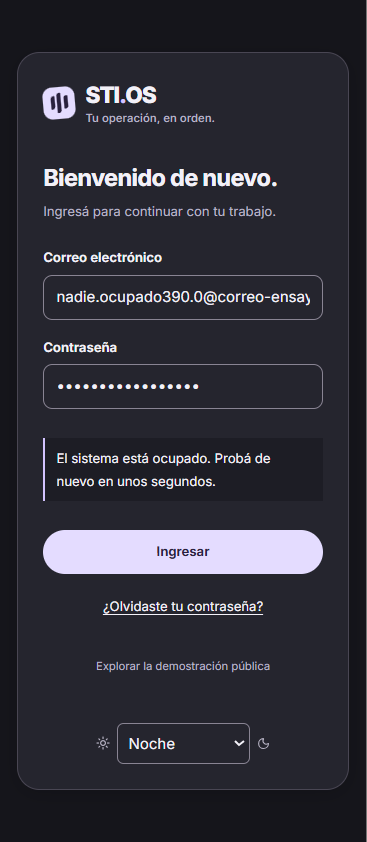 STI.OS
Tu operación, en orden.
Bienvenido de nuevo.
Ingresá para continuar con tu trabajo.
Correo electrónico
nadie.ocupado390.0@correo-ensay
Contraseña
•••••••••••••••••
El sistema está ocupado. Probá de
nuevo en unos segundos.
Ingresar
¿Olvidaste tu contraseña?
Explorar la demostración pública
Noche